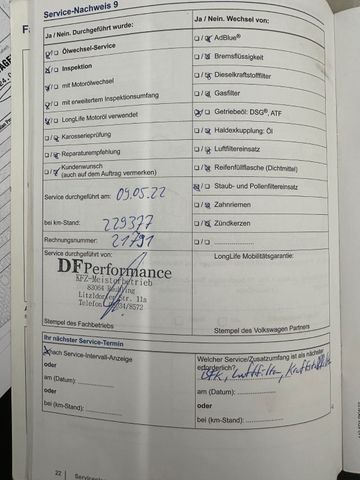 Service-Nachweis 9
Ja / Nein. Durchgeführt wurde:
Ja / Nein. Wechsel von:
Ölwechsel-Service
Inspektion
mit Motorölwechsel
mit erweitertem Inspektionsumfang
LongLife Motoröl verwendet
Karosserieprüfung
Reparaturempfehlung
Kundenwunsch
(auch auf dem Auftrag vermerken)
AdBlue®
Bremsflüssigkeit
Dieselkraftstofffilter
Gasfilter
Getriebeöl: DSG®, ATF
Haldexkupplung: Öl
Luftfiltereinsatz
Reifenfüllflasche (Dichtmittel)
Staub- und Pollenfiltereinsatz
Zahnriemen
Zündkerzen
Service durchgeführt am: 09.05.22
bei km-Stand: 229377
Rechnungsnummer: 21791
Service durchgeführt von:
DFPerformance
KFZ-Meisterbetrieb
83064 Raubling
Stempel des Fachbetriebs
LongLife Mobilitätsgarantie:
Stempel des Volkswagen Partners
Ihr nächster Service-Termin
nach Service-Intervall-Anzeige
oder
am (Datum):
oder
bei (km-Stand):
Welcher Service/Zusatzumfang ist als nächster
erforderlich?
Luftfilter,
am (Datum):
oder
bei (km-Stand):
22